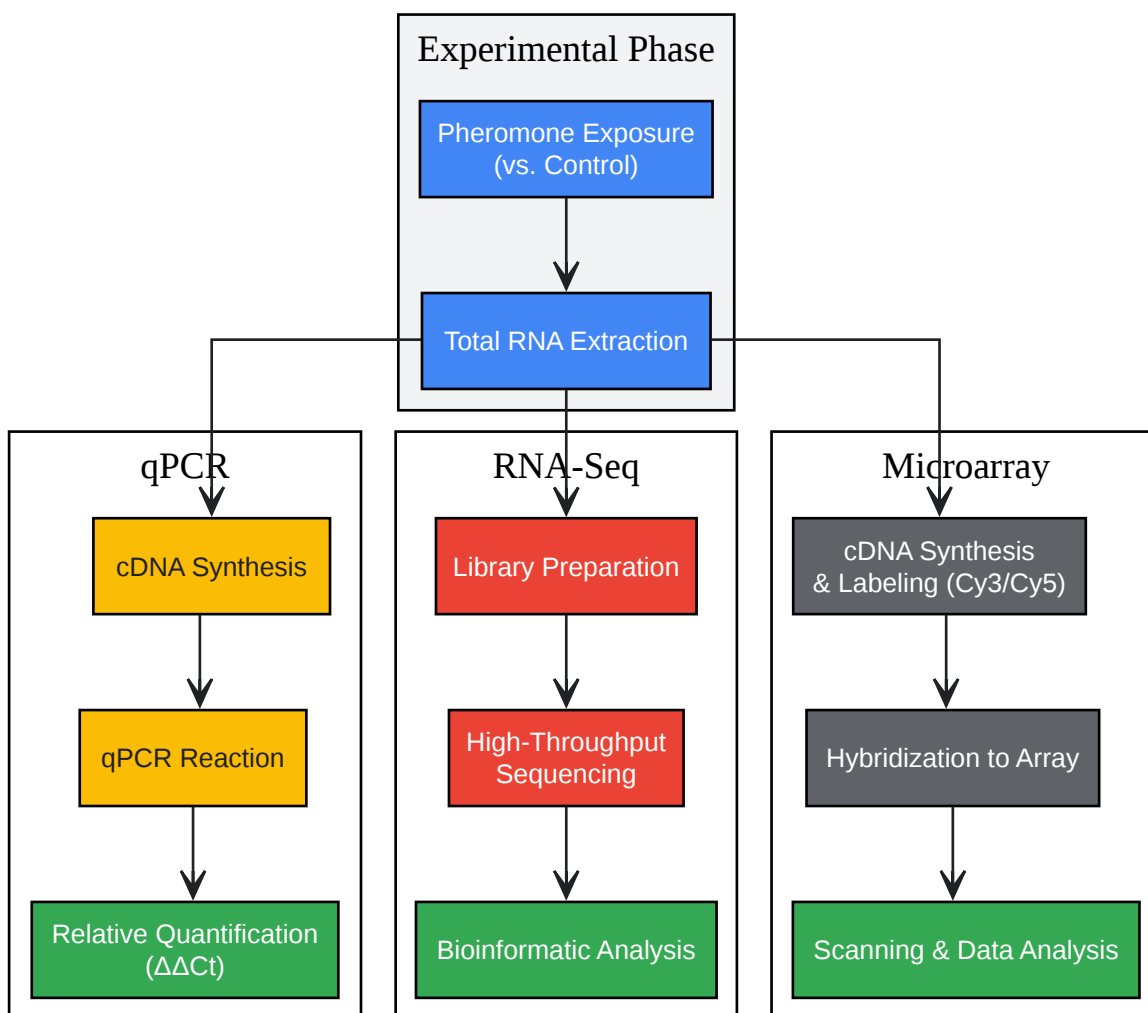 Experimental Phase
Pheromone Exposure
(vs. Control)
Total RNA Extraction
qPCR
cDNA Synthesis
qPCR Reaction
Relative Quantification
(ΔΔCt)
RNA-Seq
Library Preparation
High-Throughput
Sequencing
Bioinformatic Analysis
Microarray
cDNA Synthesis
& Labeling (Cy3/Cy5)
Hybridization to Array
Scanning & Data Analysis